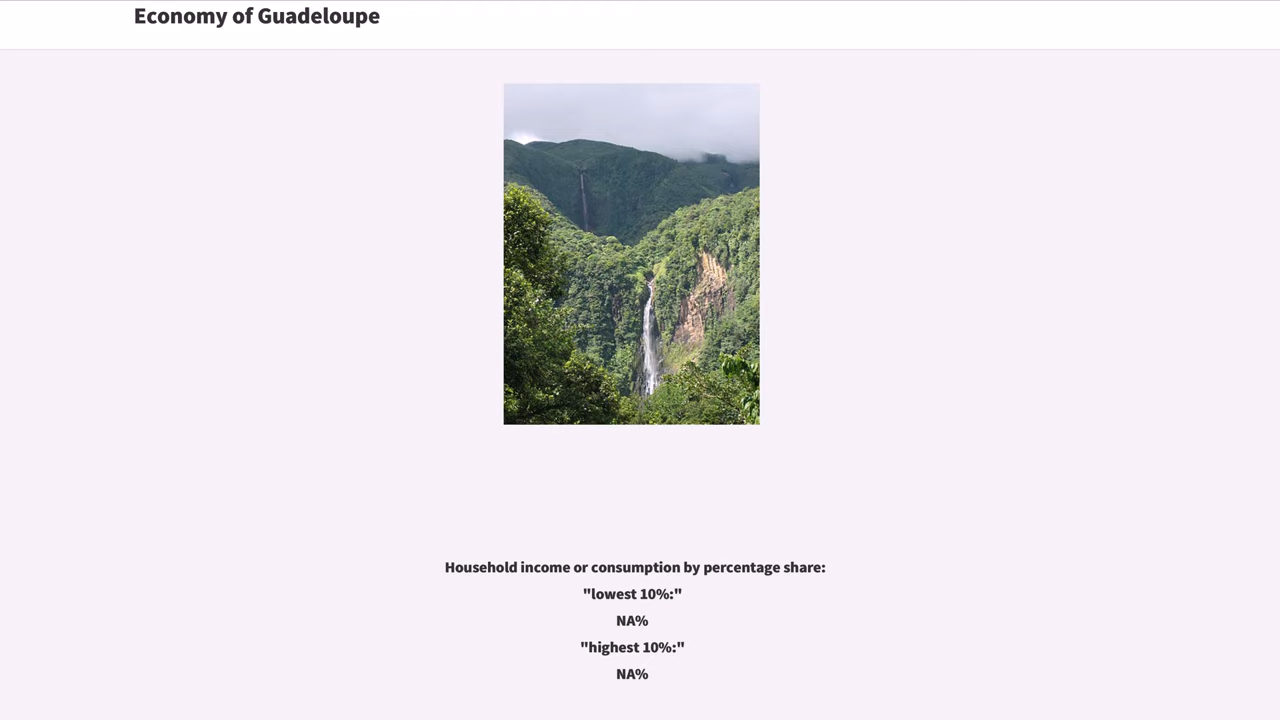 Economy of Guadeloupe
Household income or consumption by percentage share:
"lowest 10%:"
NA%
"highest 10%:"
NA%